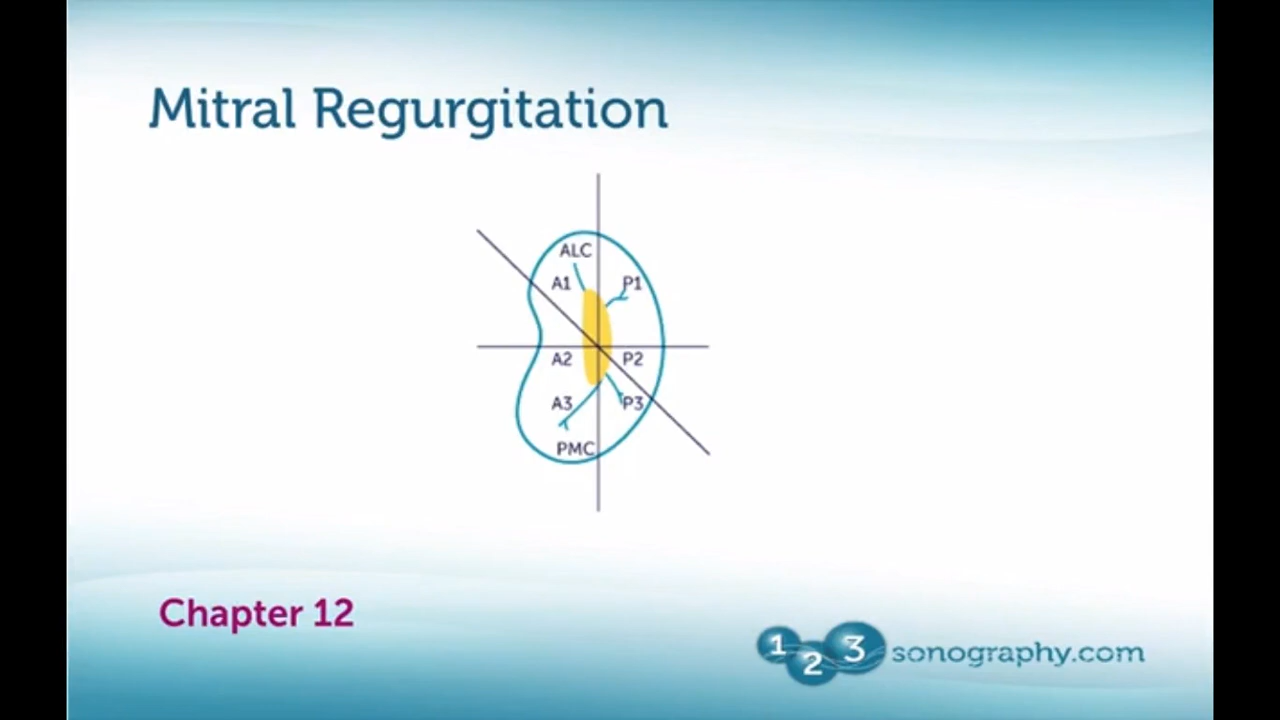 Mitral Regurgitation
ALC
A1 P1
A2 P2
A3 P3
PMC
Chapter 12
123 sonography.com